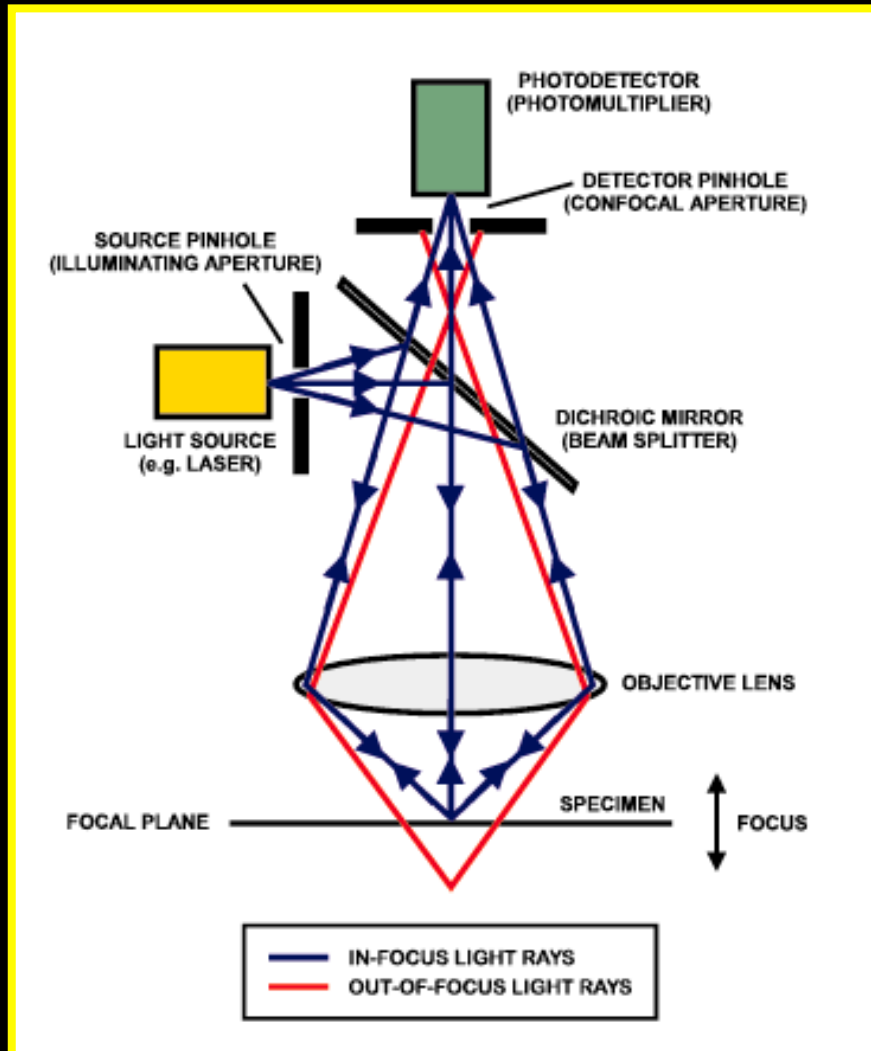 PHOTODETECTOR
(PHOTOMULTIPLIER)
DETECTOR PINHOLE
(CONFOCAL APERTURE)
SOURCE PINHOLE
(ILLUMINATING APERTURE)
LIGHT SOURCE
(e.g. LASER)
DICHROIC MIRROR
(BEAM SPLITTER)
OBJECTIVE LENS
SPECIMEN
FOCAL PLANE
FOCUS
IN-FOCUS LIGHT RAYS
OUT-OF-FOCUS LIGHT RAYS